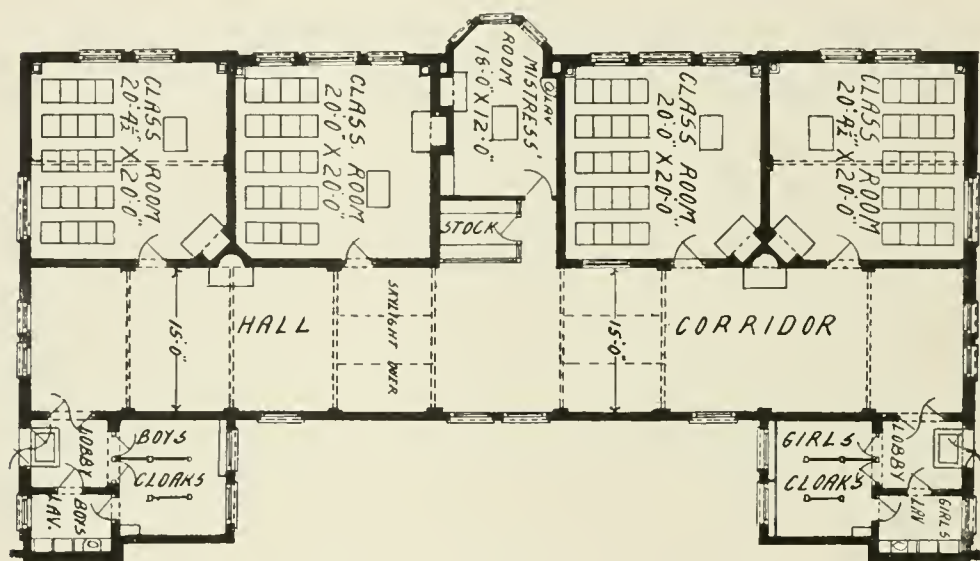 CLASS ROOM
20·4½" X 20·0"
CLASS ROOM
20·0" X 20·0"
MISTRESS'
ROOM
16·0" X 12·0"
LAV
CLASS ROOM
20·0" X 20·0
CLASS ROOM
20·4½" X 20·0"
STOCK
15·0"
HALL
SKYLIGHT OVER
15·0"
CORRIDOR
LOBBY
BOYS
CLOAKS
BOYS
LAV.
GIRLS
CLOAKS
LOBBY
GIRLS
LAV